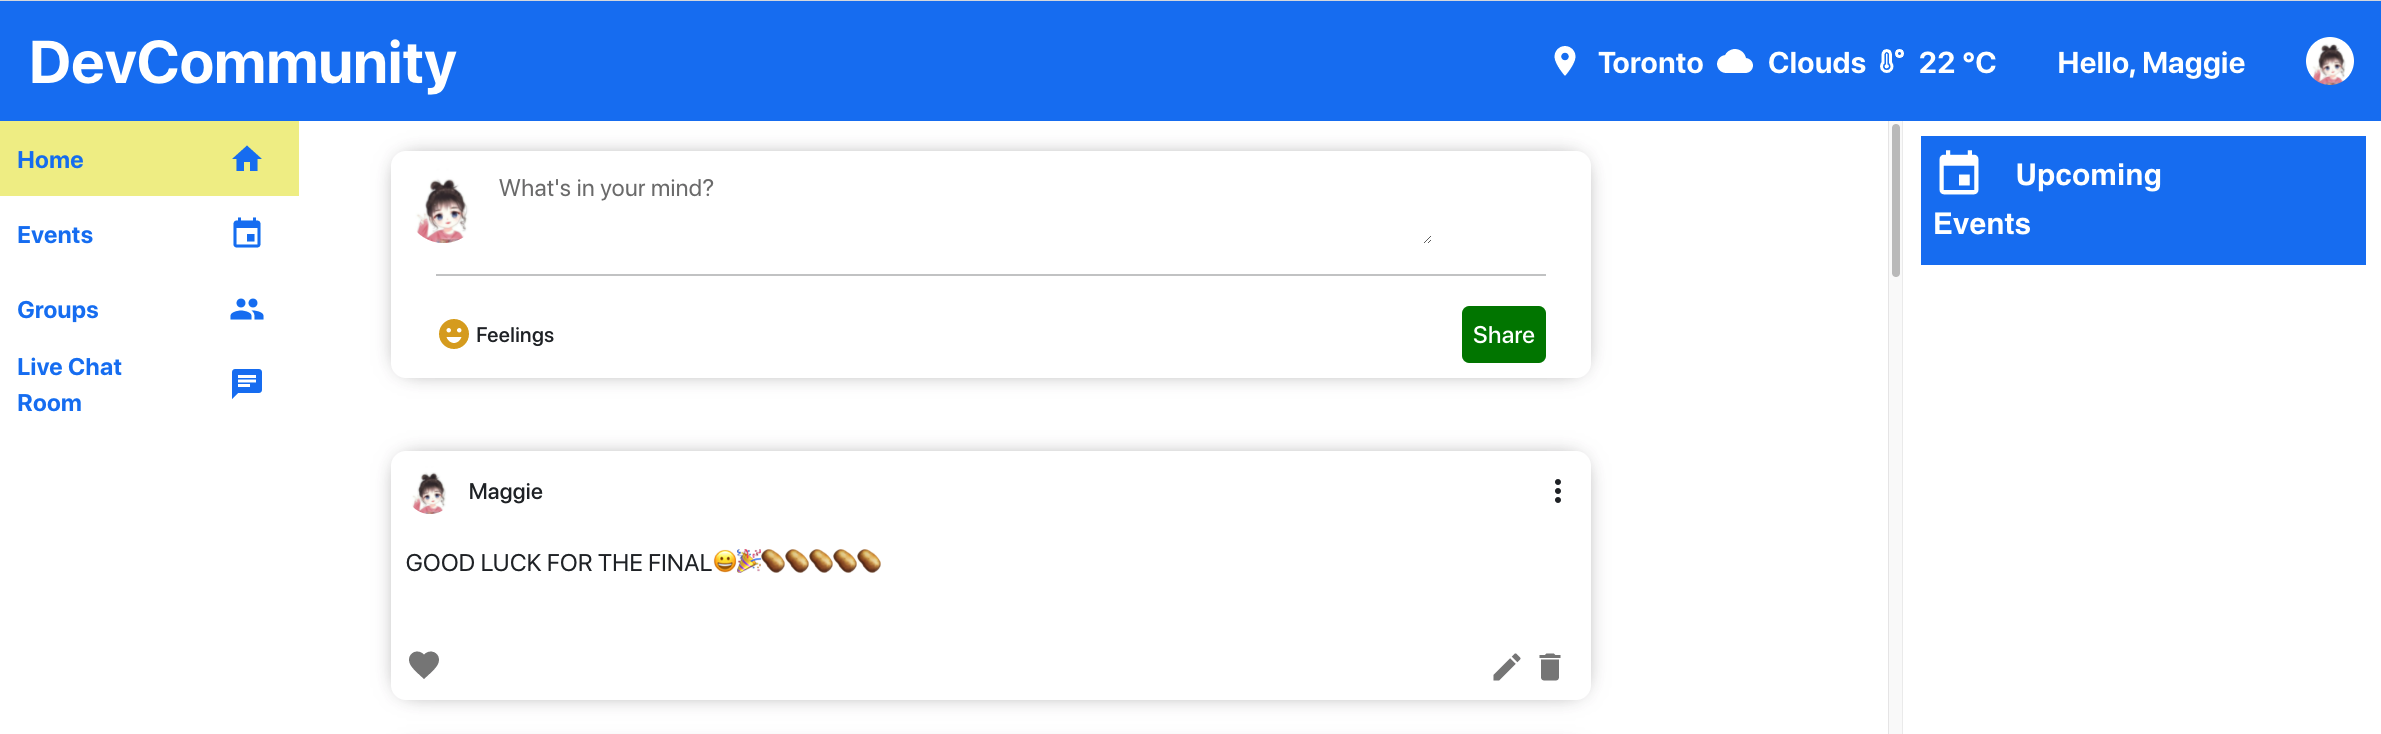 DevCommunity
Toronto Clouds 22 °C Hello, Maggie
Home
Events
Groups
Live Chat
Room
What's in your mind?
Feelings
Share
Maggie
GOOD LUCK FOR THE FINAL😀🎉🥔🥔🥔🥔🥔
Upcoming
Events